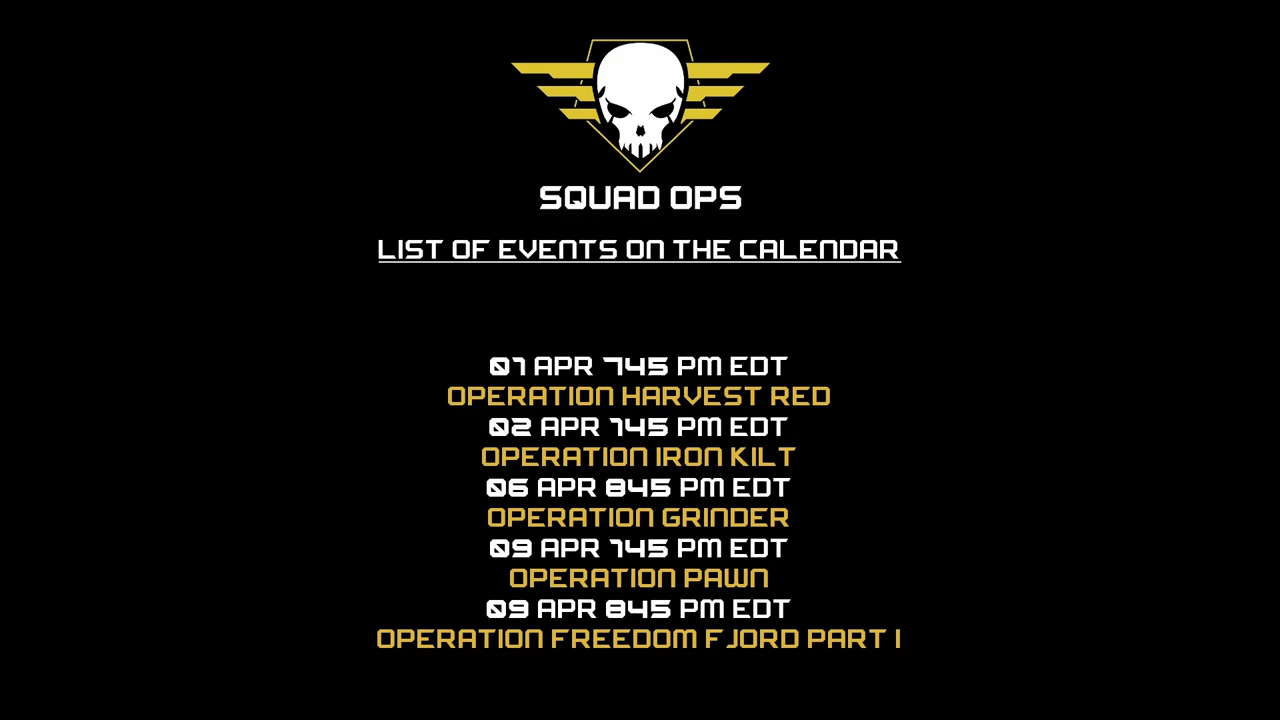 SQUAD OPS
LIST OF EVENTS ON THE CALENDAR
01 APR 745 PM EDT
OPERATION HARVEST RED
02 APR 145 PM EDT
OPERATION IRON KILT
06 APR 845 PM EDT
OPERATION GRINDER
09 APR 145 PM EDT
OPERATION PAWN
09 APR 845 PM EDT
OPERATION FREEDOM FJORD PART I